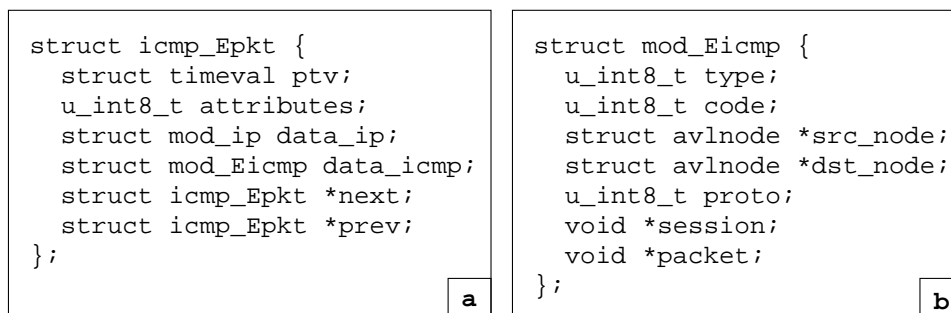 struct icmp_Epkt {
  struct timeval ptv;
  u_int8_t attributes;
  struct mod_ip data_ip;
  struct mod_Eicmp data_icmp;
  struct icmp_Epkt *next;
  struct icmp_Epkt *prev;
};
a
struct mod_Eicmp {
  u_int8_t type;
  u_int8_t code;
  struct avlnode *src_node;
  struct avlnode *dst_node;
  u_int8_t proto;
  void *session;
  void *packet;
};
b